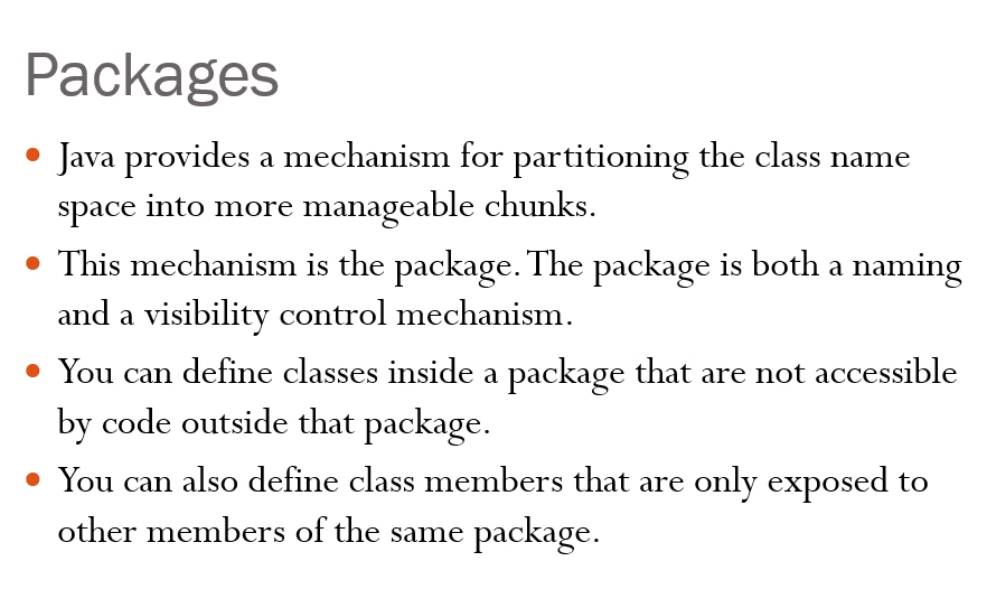 Packages
• Java provides a mechanism for partitioning the class name
space into more manageable chunks.
• This mechanism is the package. The package is both a naming
and a visibility control mechanism.
• You can define classes inside a package that are not accessible
by code outside that package.
• You can also define class members that are only exposed to
other members of the same package.